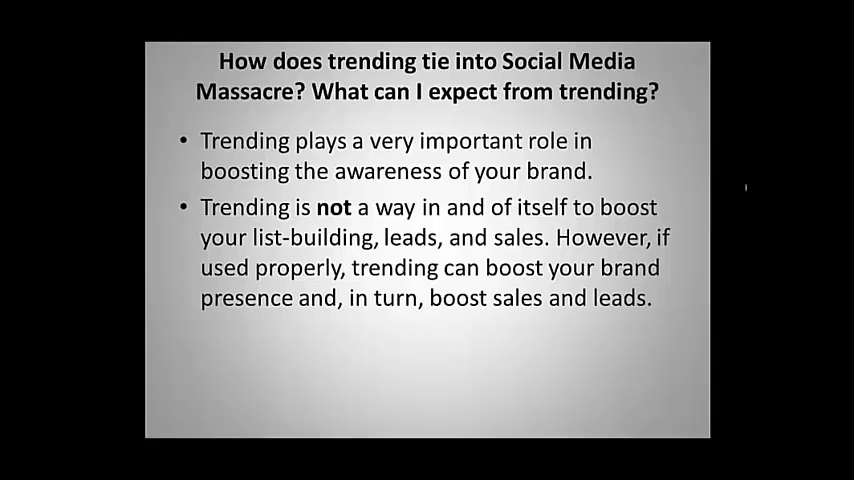 How does trending tie into Social Media
Massacre? What can I expect from trending?
• Trending plays a very important role in
boosting the awareness of your brand.
• Trending is not a way in and of itself to boost
your list-building, leads, and sales. However, if
used properly, trending can boost your brand
presence and, in turn, boost sales and leads.